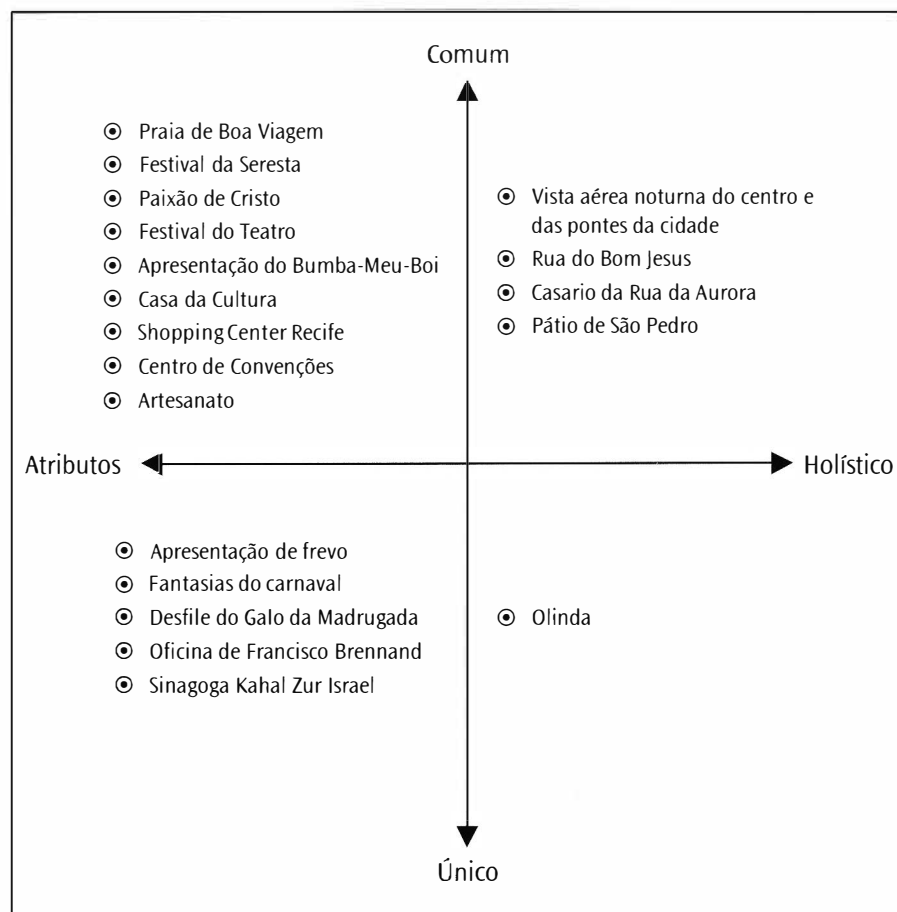 Comum
Praia de Boa Viagem
Festival da Seresta
Paixão de Cristo
Festival do Teatro
Apresentação do Bumba-Meu-Boi
Casa da Cultura
Shopping Center Recife
Centro de Convenções
Artesanato
Vista aérea noturna do centro e
das pontes da cidade
Rua do Bom Jesus
Casario da Rua da Aurora
Pátio de São Pedro
Atributos
Holístico
Apresentação de frevo
Fantasias do carnaval
Desfile do Galo da Madrugada
Oficina de Francisco Brennand
Sinagoga Kahal Zur Israel
Olinda
Único